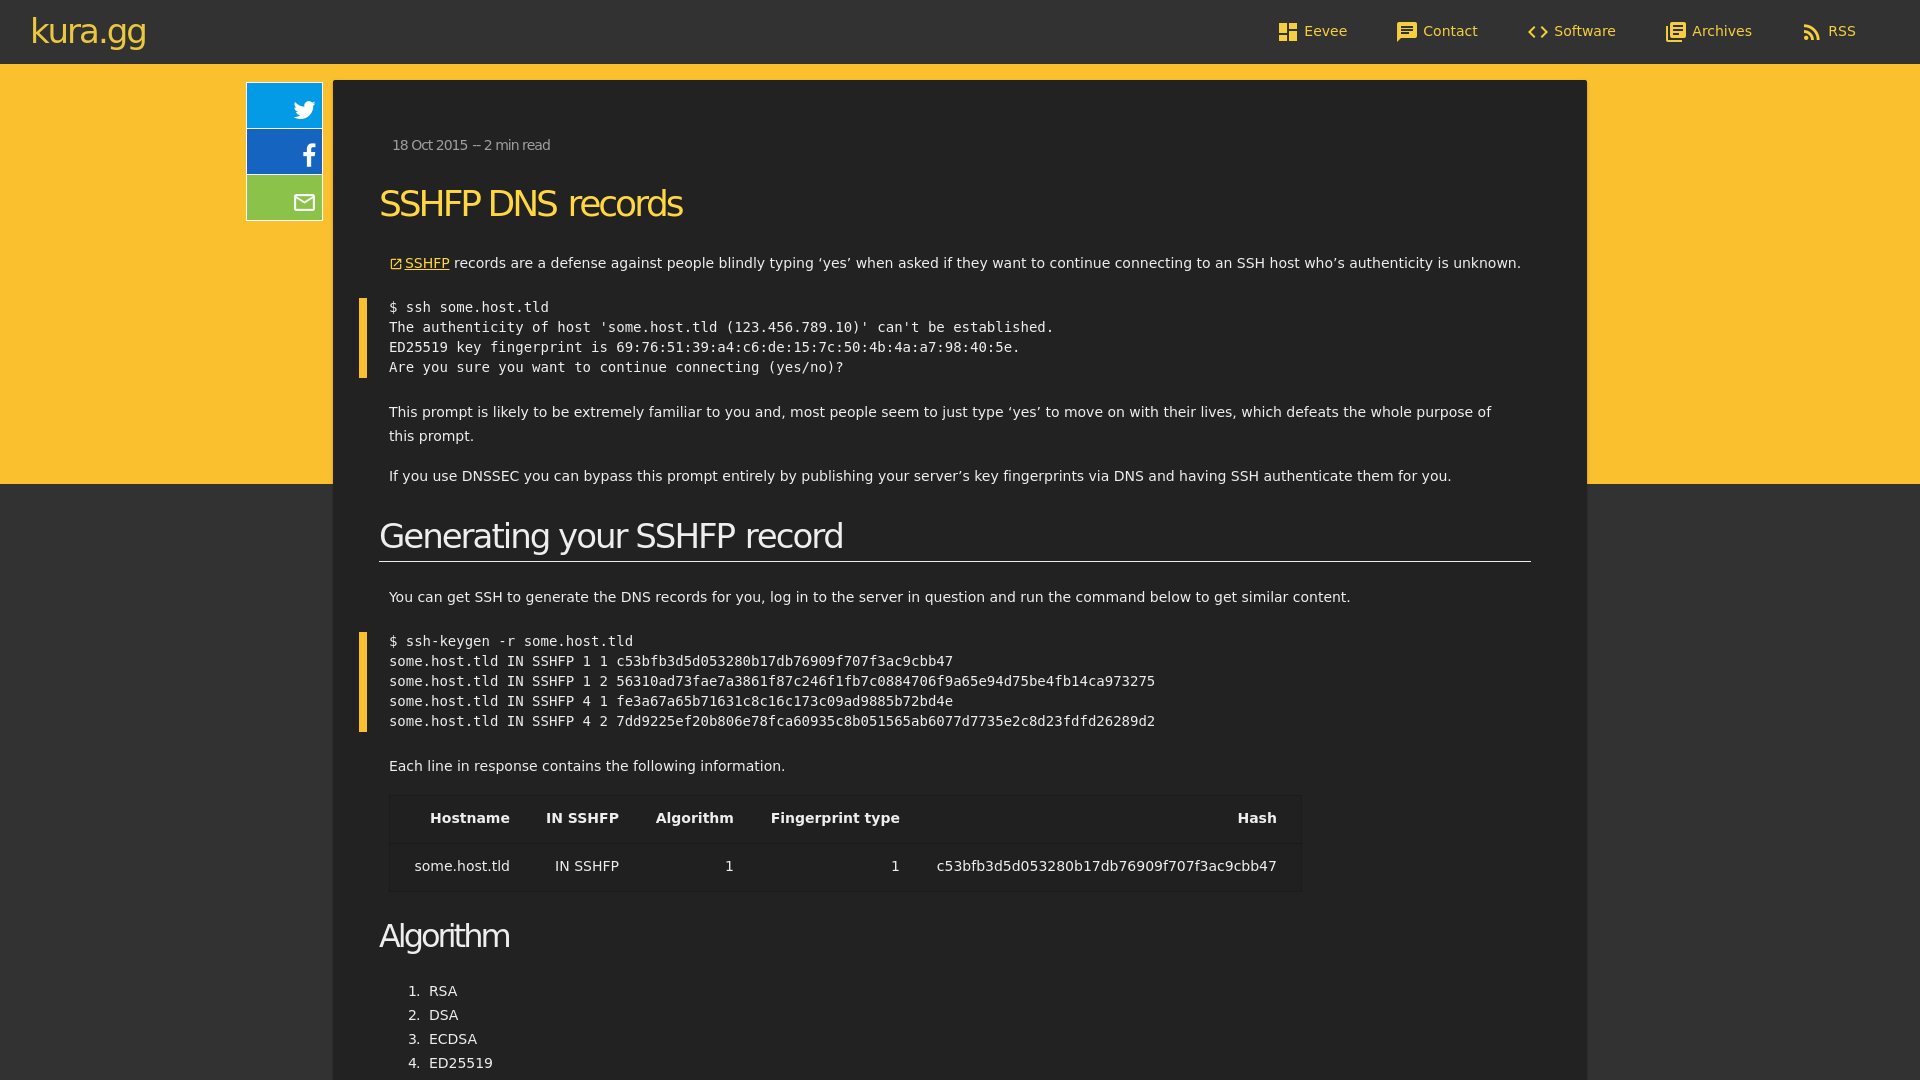 kura.gg
Eevee
Contact
Software
Archives
RSS
18 Oct 2015 -- 2 min read
SSHFP DNS records
SSHFP records are a defense against people blindly typing ‘yes’ when asked if they want to continue connecting to an SSH host who’s authenticity is unknown.
$ ssh some.host.tld
The authenticity of host 'some.host.tld (123.456.789.10)' can't be established.
ED25519 key fingerprint is 69:76:51:39:a4:c6:de:15:7c:50:4b:4a:a7:98:40:5e.
Are you sure you want to continue connecting (yes/no)?
This prompt is likely to be extremely familiar to you and, most people seem to just type ‘yes’ to move on with their lives, which defeats the whole purpose of
this prompt.
If you use DNSSEC you can bypass this prompt entirely by publishing your server’s key fingerprints via DNS and having SSH authenticate them for you.
Generating your SSHFP record
You can get SSH to generate the DNS records for you, log in to the server in question and run the command below to get similar content.
$ ssh-keygen -r some.host.tld
some.host.tld IN SSHFP 1 1 c53bfb3d5d053280b17db76909f707f3ac9cbb47
some.host.tld IN SSHFP 1 2 56310ad73fae7a3861f87c246f1fb7c0884706f9a65e94d75be4fb14ca973275
some.host.tld IN SSHFP 4 1 fe3a67a65b71631c8c16c173c09ad9885b72bd4e
some.host.tld IN SSHFP 4 2 7dd9225ef20b806e78fca60935c8b051565ab6077d7735e2c8d23fdfd26289d2
Each line in response contains the following information.
Hostname IN SSHFP Algorithm Fingerprint type Hash
some.host.tld IN SSHFP 1 1 c53bfb3d5d053280b17db76909f707f3ac9cbb47
Algorithm
1. RSA
2. DSA
3. ECDSA
4. ED25519